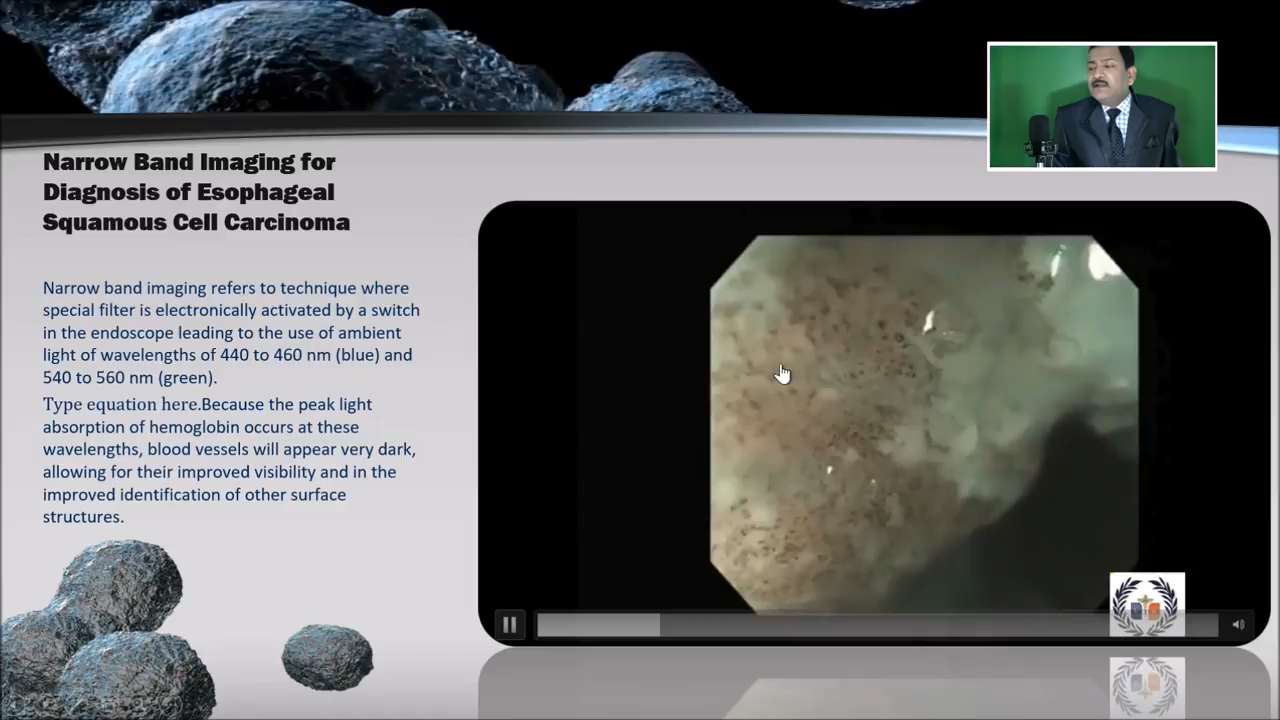 Narrow Band Imaging for
Diagnosis of Esophageal
Squamous Cell Carcinoma
Narrow band imaging refers to technique where
special filter is electronically activated by a switch
in the endoscope leading to the use of ambient
light of wavelengths of 440 to 460 nm (blue) and
540 to 560 nm (green).
Type equation here.Because the peak light
absorption of hemoglobin occurs at these
wavelengths, blood vessels will appear very dark,
allowing for their improved visibility and in the
improved identification of other surface
structures.